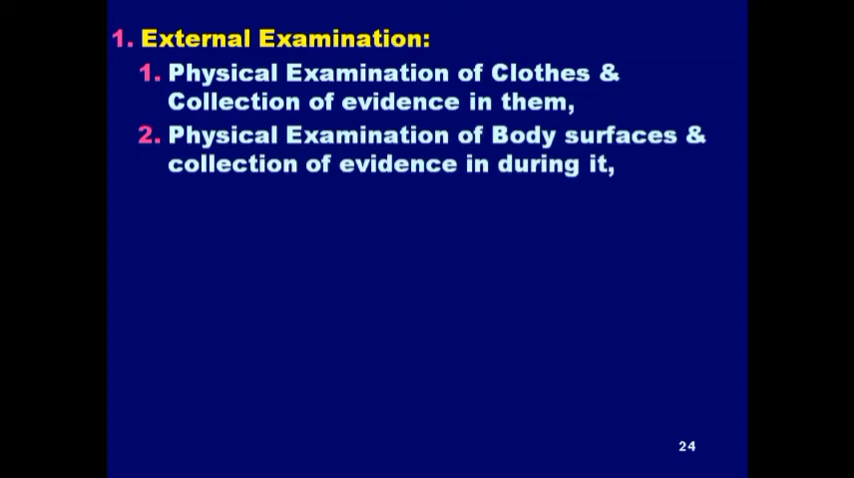 1. External Examination:
1. Physical Examination of Clothes &
Collection of evidence in them,
2. Physical Examination of Body surfaces &
collection of evidence in during it,
24